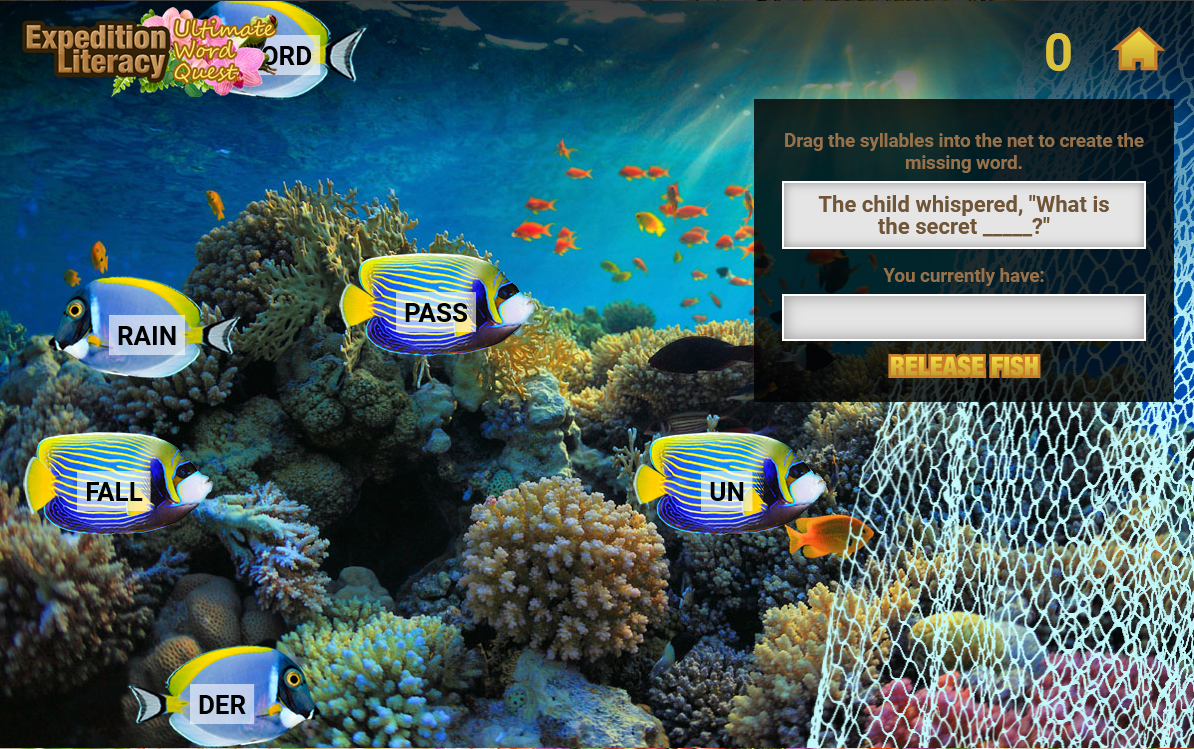 Expedition
Literacy
Ultimate
Word
Quest
ORD
0
Drag the syllables into the net to create the
missing word.
The child whispered, "What is
the secret _____?"
You currently have:
RELEASE FISH
RAIN
PASS
FALL
UN
DER